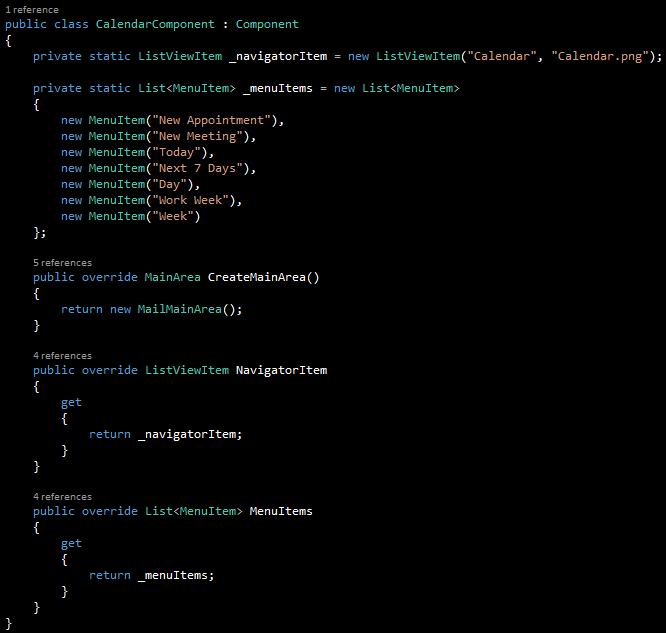 1 reference
public class CalendarComponent : Component
{
    private static ListViewItem _navigatorItem = new ListViewItem("Calendar", "Calendar.png");
    private static List<MenuItem> _menuItems = new List<MenuItem>
    {
        new MenuItem("New Appointment"),
        new MenuItem("New Meeting"),
        new MenuItem("Today"),
        new MenuItem("Next 7 Days"),
        new MenuItem("Day"),
        new MenuItem("Work Week"),
        new MenuItem("Week")
    };
    5 references
    public override MainArea CreateMainArea()
    {
        return new MailMainArea();
    }
    4 references
    public override ListViewItem NavigatorItem
    {
        get
        {
            return _navigatorItem;
        }
    }
    4 references
    public override List<MenuItem> MenuItems
    {
        get
        {
            return _menuItems;
        }
    }
}